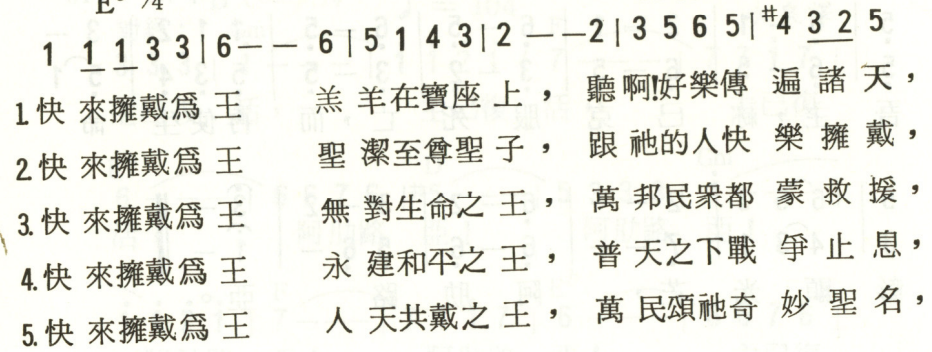 E♭ 4/4
1 1 1 3 3 | 6 — — 6 | 5 1 4 3 | 2 — — 2 | 3 5 6 5 | #4 3 2 5
1.快來擁戴爲王 羔羊在寶座上，聽啊!好樂傳遍諸天，
2快來擁戴爲王 聖潔至尊聖子，跟祂的人快樂擁戴，
3.快來擁戴爲王 無對生命之王，萬邦民衆都蒙救援，
4.快來擁戴爲王 永建和平之王，普天之下戰爭止息，
5.快來擁戴爲王 人天共戴之王，萬民頌祂奇妙聖名，